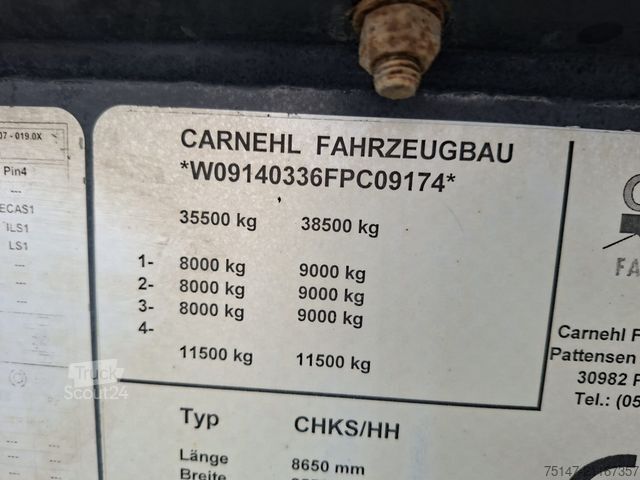 07 - 019.0X
Pin4
---
ECAS1
ILS1
LS1
---
CARNEHL FAHRZEUGBAU
*W09140336FPC09174*
35500 kg 38500 kg
1- 8000 kg 9000 kg
2- 8000 kg 9000 kg
3- 8000 kg 9000 kg
4-
11500 kg 11500 kg
Typ CHKS/HH
Länge 8650 mm
Breite
FA
Carnehl F
Pattensen
30982 P
Tel.: (05
Truck
Scout24